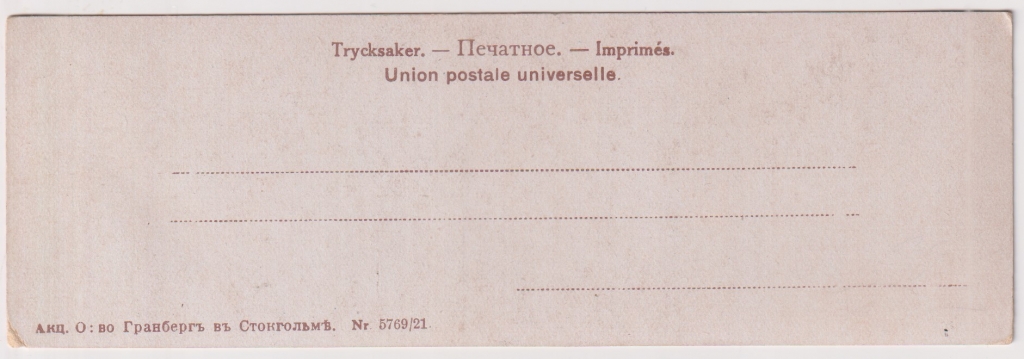 Trycksaker. — Печатное. — Imprimés.
Union postale universelle.
Акц. О: во Гранбергъ въ Стокгольмѣ. Nr 5769/21